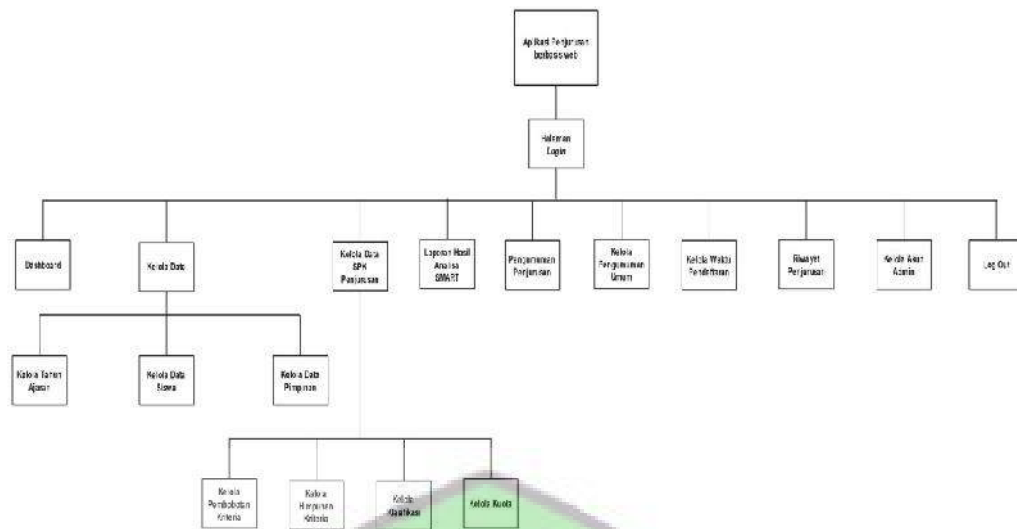 Aplikasi Penjurusan
berbasis web
Halaman
Login
Dashboard
Kelola Data
Kelola Data
SPK
Penjurusan
Laporan Hasil
Analisa
SMART
Pengumuman
Penjurusan
Kelola
Pengumuman
Umum
Kelola Waktu
Pendaftaran
Riwayat
Penjurusan
Kelola Akun
Admin
Log Out
Kelola Tahun
Ajaran
Kelola Data
Siswa
Kelola Data
Pimpinan
Kelola
Pembobotan
Kriteria
Kelola
Himpunan
Kriteria
Kelola
Klasifikasi
Kelola Kuota